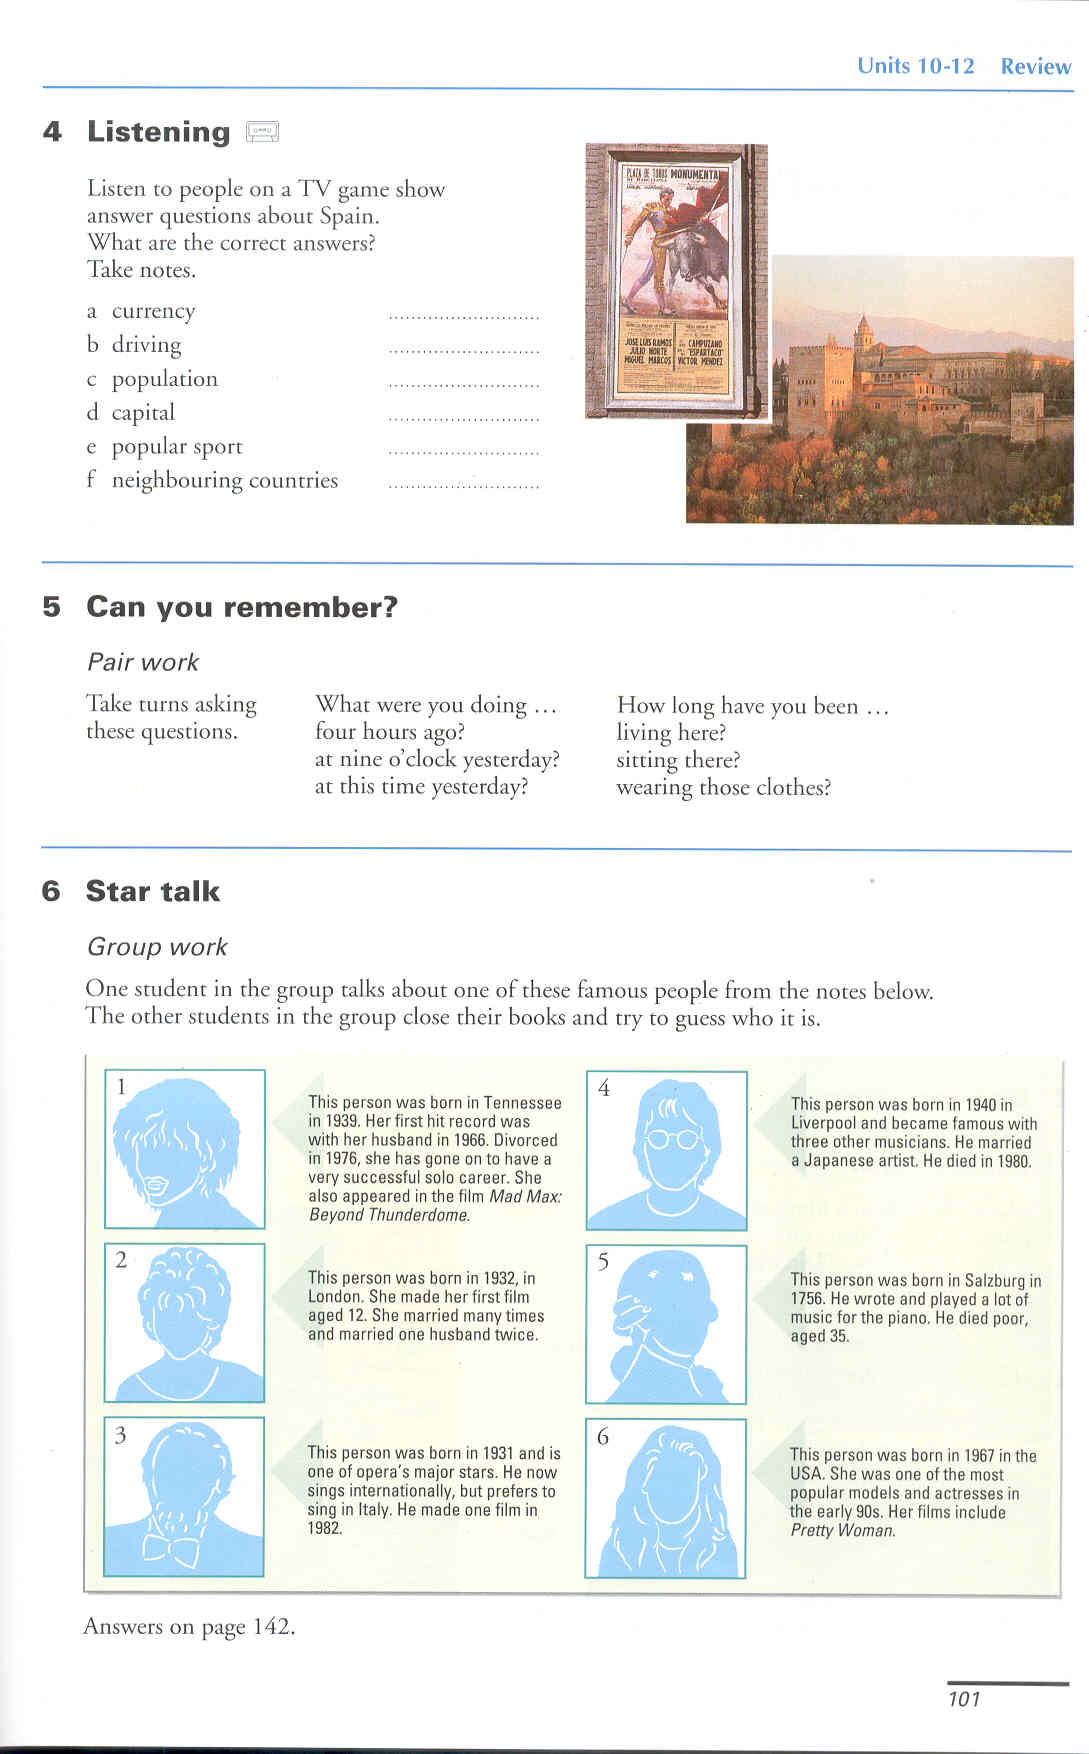 Units 10-12 Review
4 Listening
Listen to people on a TV game show
answer questions about Spain.
What are the correct answers?
Take notes.
a currency ..........................
b driving ..........................
c population ..........................
d capital ..........................
e popular sport ..........................
f neighbouring countries ..........................
PLAZA DE TOROS MONUMENTAL
JOSE LUIS RAMOS
JULIO NORTE
MIGUEL MARCOS
CAMPUZANO
"ESPARTACO"
VICTOR MENDEZ
5 Can you remember?
Pair work
Take turns asking
these questions.
What were you doing ...
four hours ago?
at nine o'clock yesterday?
at this time yesterday?
How long have you been ...
living here?
sitting there?
wearing those clothes?
6 Star talk
Group work
One student in the group talks about one of these famous people from the notes below.
The other students in the group close their books and try to guess who it is.
1
This person was born in Tennessee
in 1939. Her first hit record was
with her husband in 1966. Divorced
in 1976, she has gone on to have a
very successful solo career. She
also appeared in the film Mad Max:
Beyond Thunderdome.
2
This person was born in 1932, in
London. She made her first film
aged 12. She married many times
and married one husband twice.
3
This person was born in 1931 and is
one of opera's major stars. He now
sings internationally, but prefers to
sing in Italy. He made one film in
1982.
4
This person was born in 1940 in
Liverpool and became famous with
three other musicians. He married
a Japanese artist. He died in 1980.
5
This person was born in Salzburg in
1756. He wrote and played a lot of
music for the piano. He died poor,
aged 35.
6
This person was born in 1967 in the
USA. She was one of the most
popular models and actresses in
the early 90s. Her films include
Pretty Woman.
Answers on page 142.
101